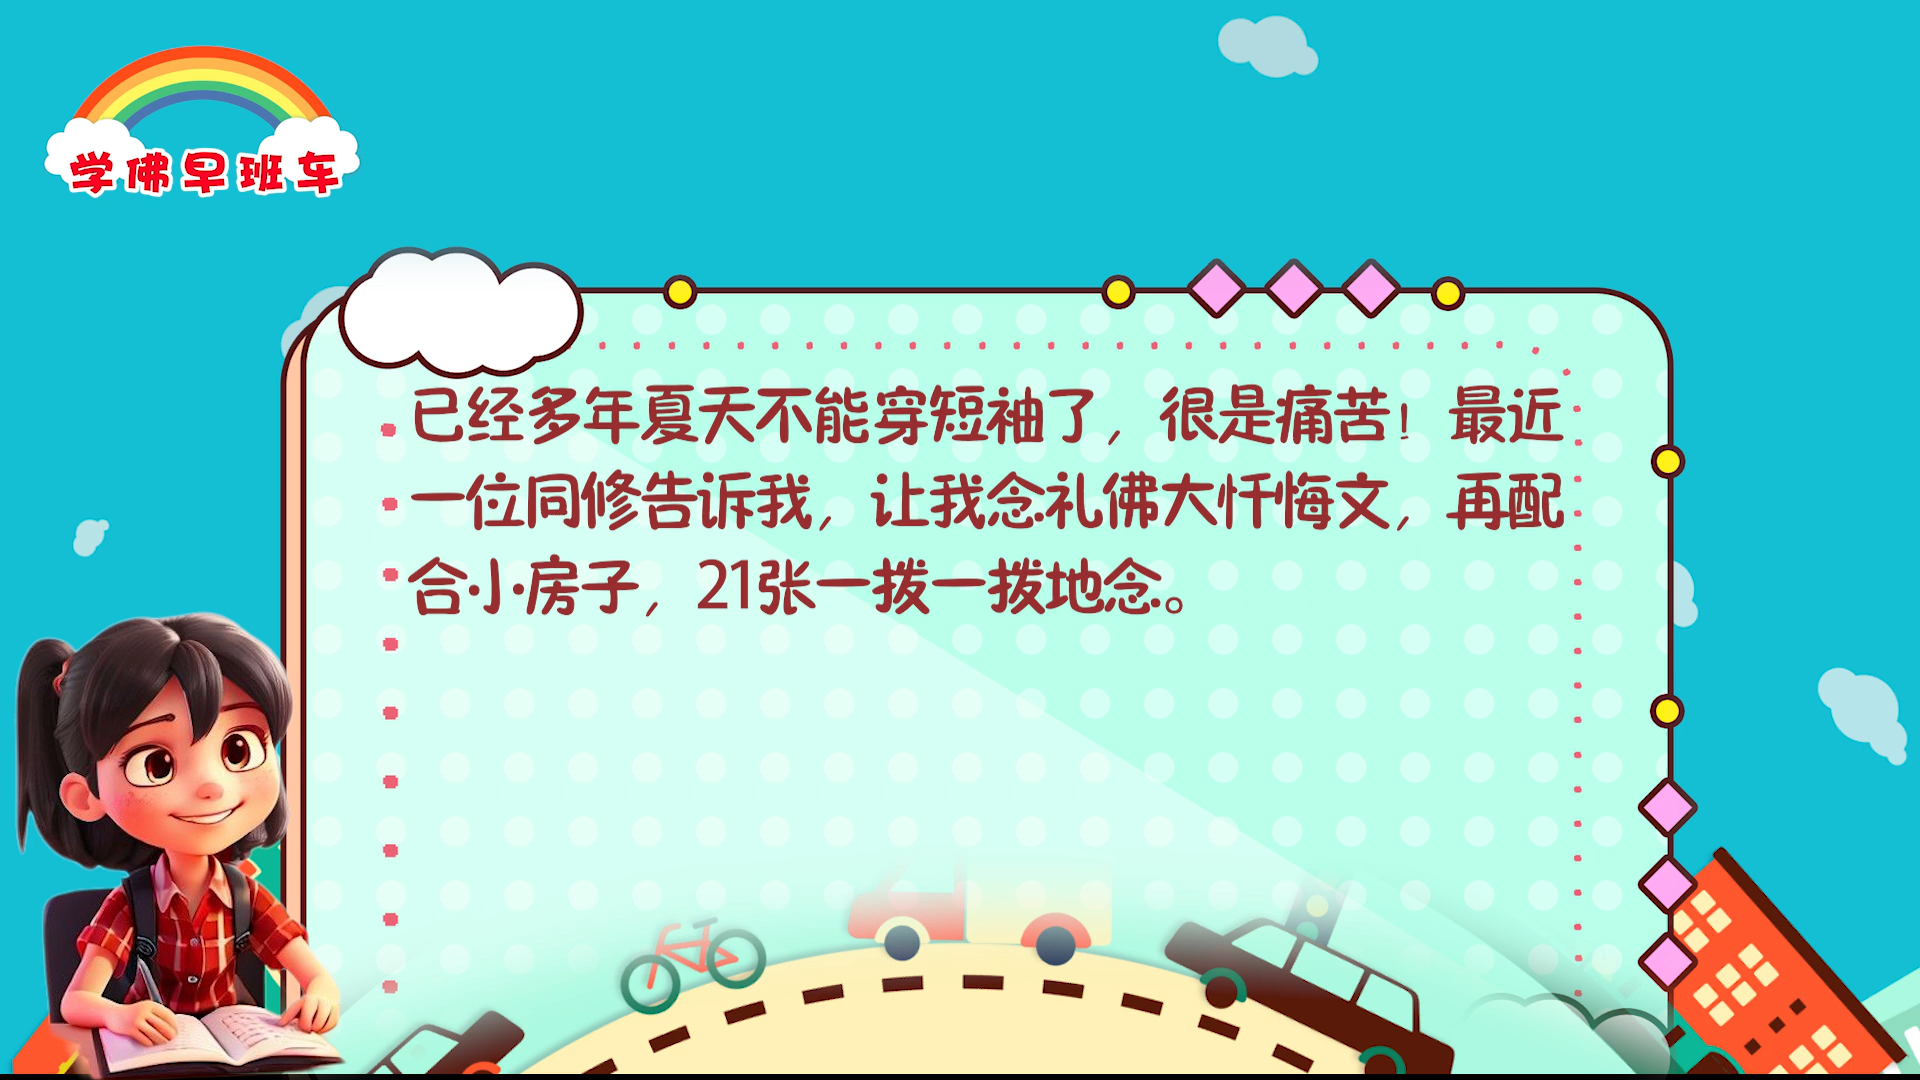 学佛早班车
已经多年夏天不能穿短袖了，很是痛苦！最近
一位同修告诉我，让我念礼佛大忏悔文，再配
合小房子，21张一拨一拨地念。